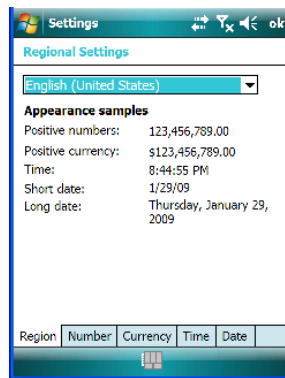 Settings ok
Regional Settings
English (United States)
Appearance samples
Positive numbers: 123,456,789.00
Positive currency: $123,456,789.00
Time: 8:44:55 PM
Short date: 1/29/09
Long date: Thursday, January 29,
2009
Region Number Currency Time Date